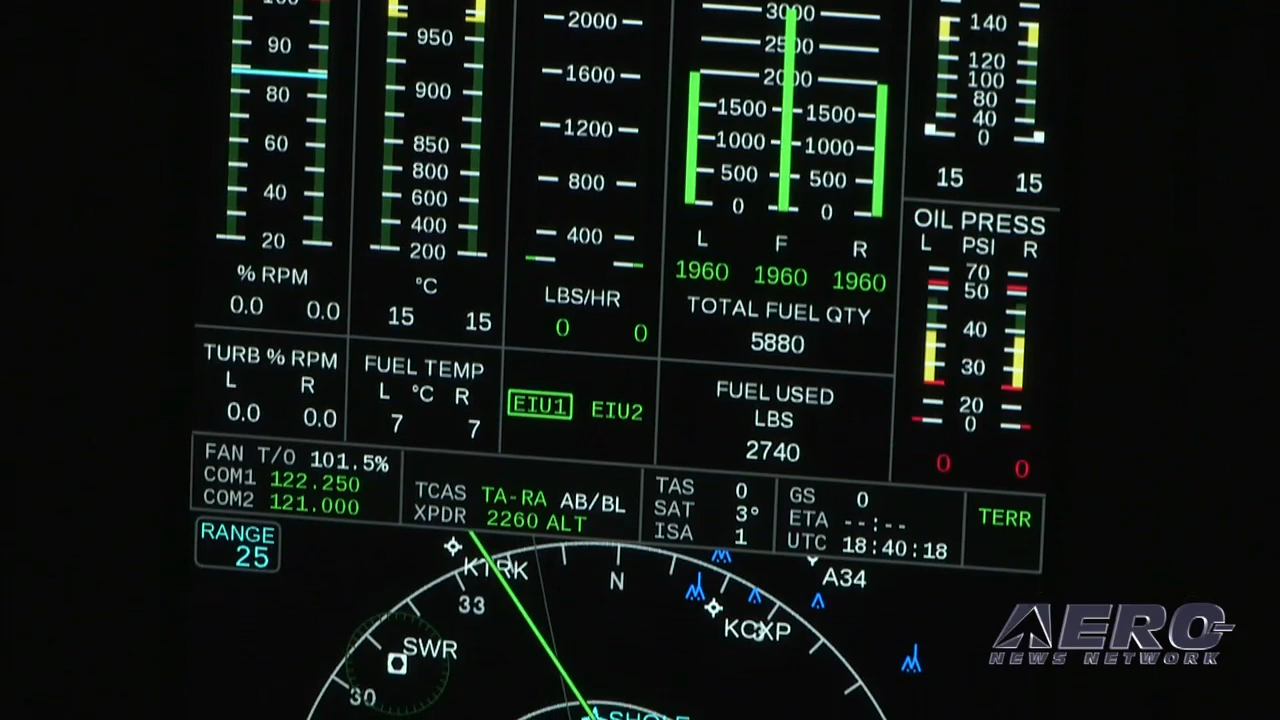 100
90
80
60
40
20
% RPM
0.0 0.0
950
900
850
800
600
400
200
°C
15 15
2000
1600
1200
800
400
LBS/HR
0 0
3000
2500
2000
1500 1500
1000 1000
500 500
0 0
L F R
1960 1960 1960
TOTAL FUEL QTY
5880
140
120
100
80
40
0
15 15
OIL PRESS
L PSI R
70
50
40
30
20
0
0 0
TURB % RPM
L R
0.0 0.0
FUEL TEMP
L °C R
7 7
EIU1 EIU2
FUEL USED
LBS
2740
FAN T/O 101.5%
COM1 122.250
COM2 121.000
TCAS TA-RA AB/BL
XPDR 2260 ALT
TAS 0
SAT 3°
ISA 1
GS 0
ETA --:--
UTC 18:40:18
TERR
RANGE
25
KTRK
N
A34
33
KCXP
SWR
30
AERO
NEWS NETWORK